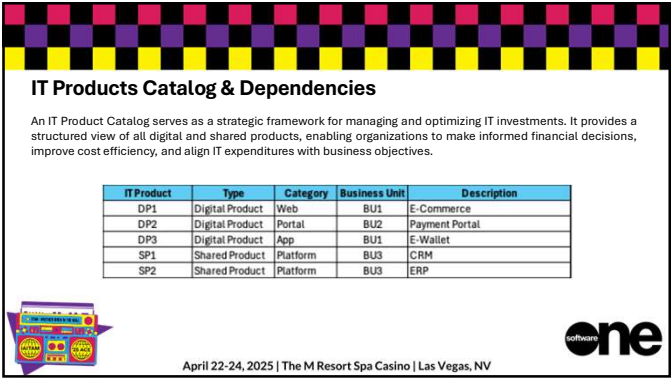 IT Products Catalog & Dependencies
An IT Product Catalog serves as a strategic framework for managing and optimizing IT investments. It provides a
structured view of all digital and shared products, enabling organizations to make informed financial decisions,
improve cost efficiency, and align IT expenditures with business objectives.
IT Product Type Category Business Unit Description
DP1 Digital Product Web BU1 E-Commerce
DP2 Digital Product Portal BU2 Payment Portal
DP3 Digital Product App BU1 E-Wallet
SP1 Shared Product Platform BU3 CRM
SP2 Shared Product Platform BU3 ERP
IAITAM
software one
April 22-24, 2025 | The M Resort Spa Casino | Las Vegas, NV